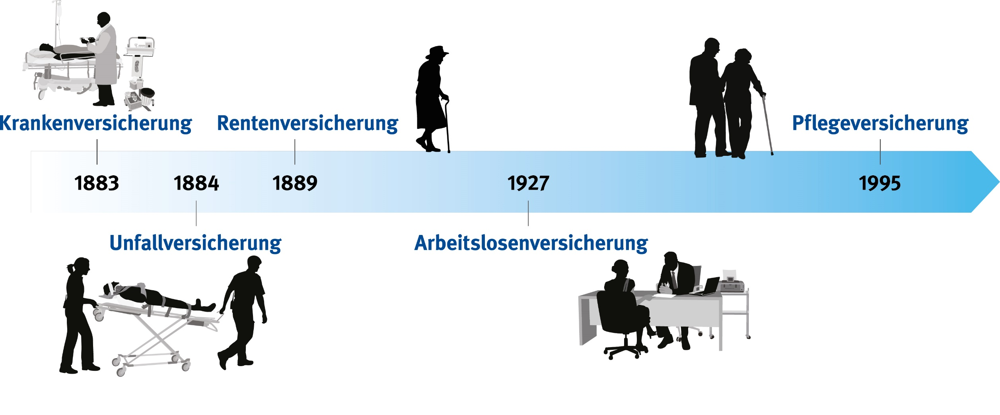 Krankenversicherung
Rentenversicherung
Pflegeversicherung
1883
1884
1889
1927
1995
Unfallversicherung
Arbeitslosenversicherung